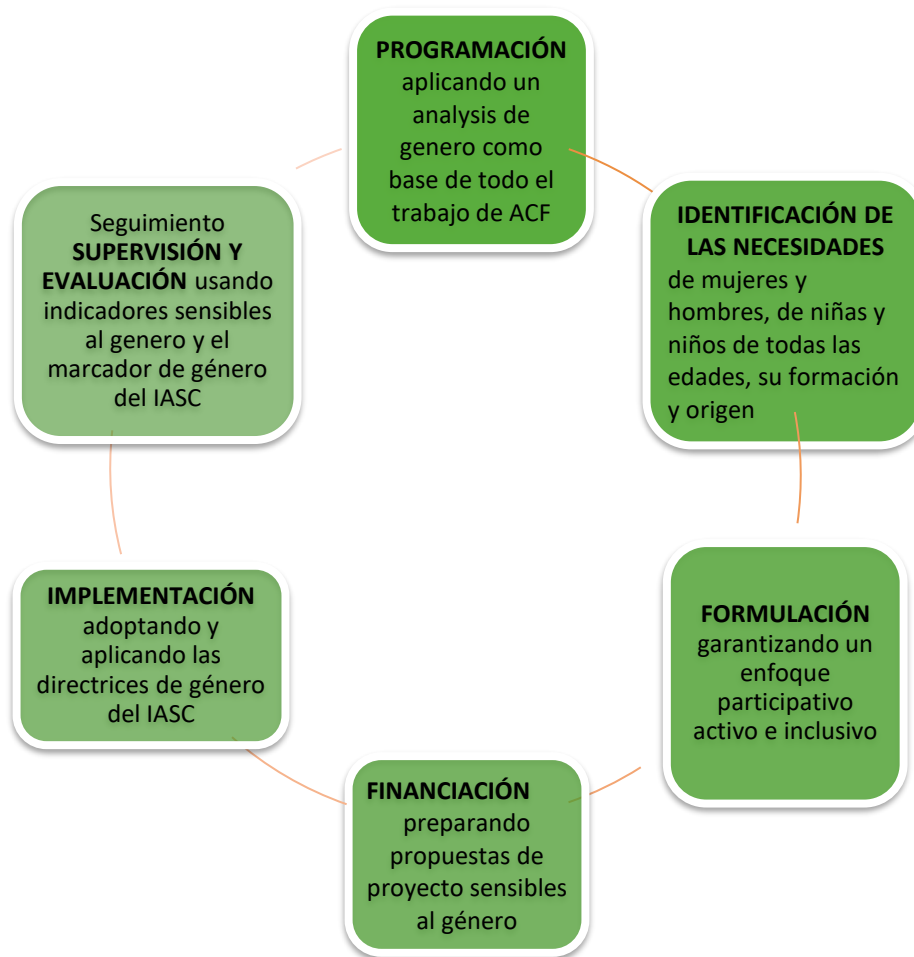 PROGRAMACIÓN
aplicando un
analysis de
genero como
base de todo el
trabajo de ACF
IDENTIFICACIÓN DE
LAS NECESIDADES
de mujeres y
hombres, de niñas y
niños de todas las
edades, su formación
y origen
FORMULACIÓN
garantizando un
enfoque
participativo
activo e inclusivo
FINANCIACIÓN
preparando
propuestas de
proyecto sensibles
al género
IMPLEMENTACIÓN
adoptando y
aplicando las
directrices de género
del IASC
Seguimiento
SUPERVISIÓN Y
EVALUACIÓN usando
indicadores sensibles
al genero y el
marcador de género
del IASC